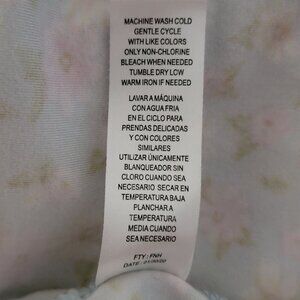 MACHINE WASH COLD
GENTLE CYCLE
WITH LIKE COLORS
ONLY NON-CHLORINE
BLEACH WHEN NEEDED
TUMBLE DRY LOW
WARM IRON IF NEEDED
LAVAR A MÁQUINA
CON AGUA FRIA
EN EL CICLO PARA
PRENDAS DELICADAS
Y CON COLORES
SIMILARES
UTILIZAR ÚNICAMENTE
BLANQUEADOR SIN
CLORO CUANDO SEA
NECESARIO SECAR EN
TEMPERATURA BAJA
PLANCHAR A
TEMPERATURA
MEDIA CUANDO
SEA NECESARIO
FTY : FNH
DATE :